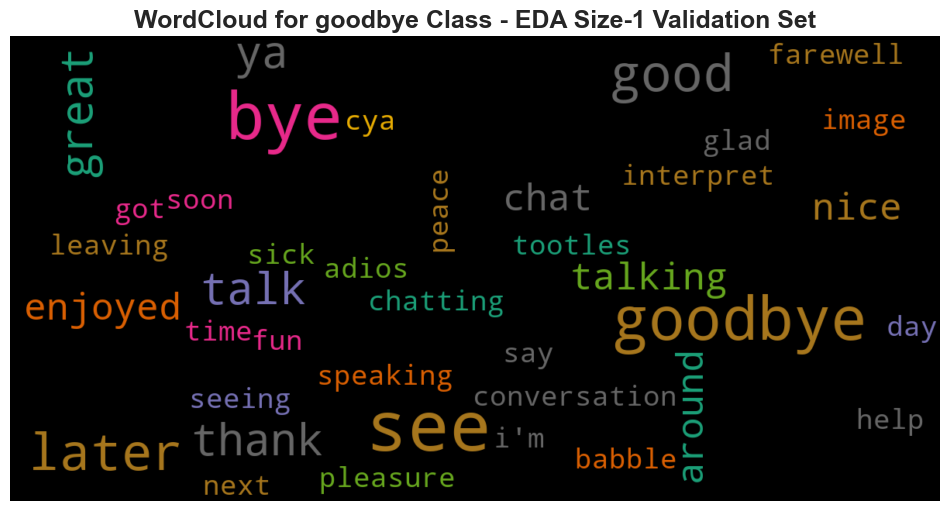 WordCloud for goodbye Class - EDA Size-1 Validation Set
great
ya
bye
cya
good
farewell
image
glad
interpret
nice
peace
chat
got
soon
leaving
sick
adios
tootles
talk
talking
enjoyed
chatting
goodbye
day
time
fun
say
around
speaking
seeing
conversation
see
i'm
help
later
thank
babble
next
pleasure